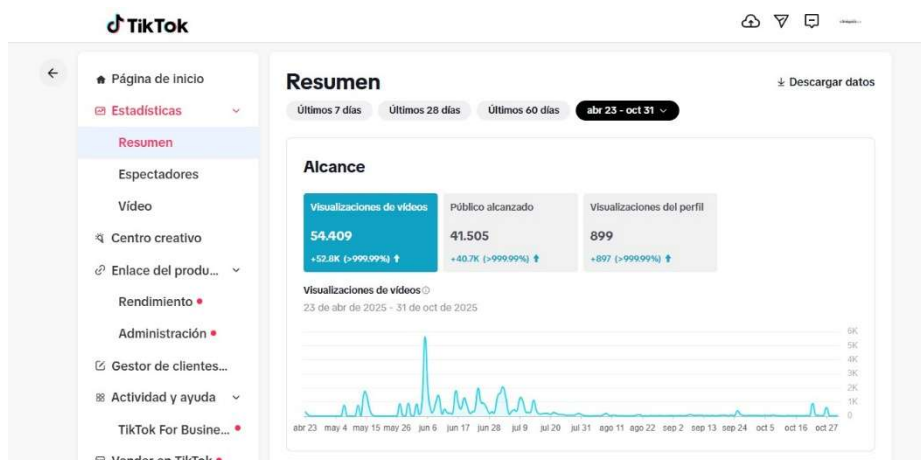 TikTok
Página de inicio
Estadísticas
Resumen
Espectadores
Vídeo
Centro creativo
Enlace del produ...
Rendimiento
Administración
Gestor de clientes...
Actividad y ayuda
TikTok For Busine...
Vender en TikTok
Resumen
Descargar datos
Últimos 7 días Últimos 28 días Últimos 60 días abr 23 - oct 31
Alcance
Visualizaciones de vídeos Público alcanzado Visualizaciones del perfil
54.409 41.505 899
+52.8K (>999.99%) +40.7K (>999.99%) +897 (>999.99%)
Visualizaciones de vídeos
23 de abr de 2025 - 31 de oct de 2025
6K
5K
4K
3K
2K
1K
0
abr 23 may 4 may 15 may 26 jun 6 jun 17 jun 28 jul 9 jul 20 jul 31 ago 11 ago 22 sep 2 sep 13 sep 24 oct 5 oct 16 oct 27